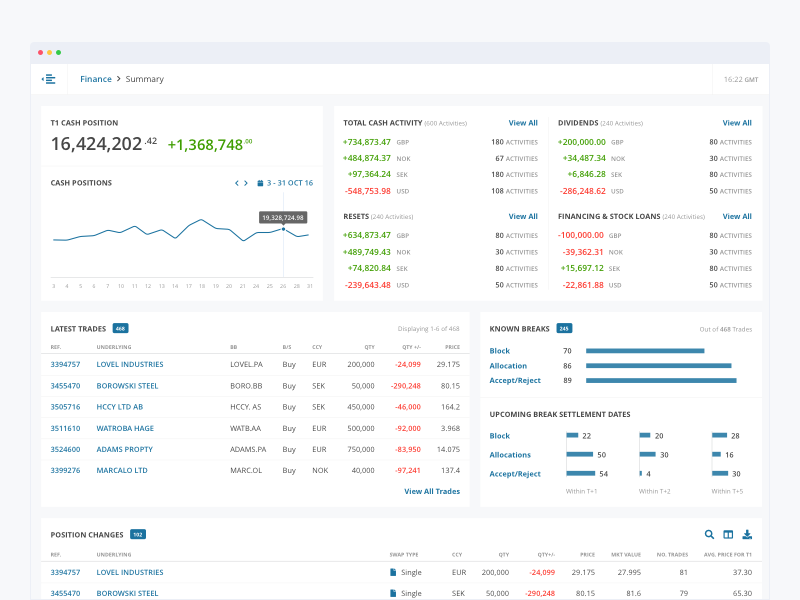 Finance > Summary
16:22 GMT
T1 CASH POSITION
16,424,202.42 +1,368,748.00
CASH POSITIONS
< > 3 - 31 OCT 16
19,328,724.98
3 4 5 6 7 10 11 12 13 14 17 18 19 20 21 24 25 26 27 28 31
TOTAL CASH ACTIVITY (600 Activities) View All
+734,873.47 GBP 180 ACTIVITIES
+484,874.37 NOK 67 ACTIVITIES
+97,364.24 SEK 180 ACTIVITIES
-548,753.98 USD 108 ACTIVITIES
DIVIDENDS (240 Activities) View All
+200,000.00 GBP 80 ACTIVITIES
+34,487.34 NOK 30 ACTIVITIES
+6,846.28 SEK 80 ACTIVITIES
-286,248.62 USD 50 ACTIVITIES
RESETS (240 Activities) View All
+634,873.47 GBP 80 ACTIVITIES
+489,749.43 NOK 30 ACTIVITIES
+74,820.84 SEK 80 ACTIVITIES
-239,643.48 USD 50 ACTIVITIES
FINANCING & STOCK LOANS (240 Activities) View All
-100,000.00 GBP 80 ACTIVITIES
-39,362.31 NOK 30 ACTIVITIES
+15,697.12 SEK 80 ACTIVITIES
-22,861.88 USD 50 ACTIVITIES
LATEST TRADES 468 Displaying 1-6 of 468
REF. UNDERLYING BB B/S CCY QTY QTY +/- PRICE
3394757 LOVEL INDUSTRIES LOVEL.PA Buy EUR 200,000 -24,099 29.175
3455470 BOROWSKI STEEL BORO.BB Buy SEK 50,000 -290,248 80.15
3505716 HCCY LTD AB HCCY. AS Buy SEK 450,000 -46,000 164.2
3511610 WATROBA HAGE WATB.AA Buy EUR 500,000 -92,000 3.968
3524600 ADAMS PROPTY ADAMS.PA Buy EUR 750,000 -83,950 14.075
3399276 MARCALO LTD MARC.OL Buy NOK 40,000 -97,241 137.4
View All Trades
KNOWN BREAKS 245 Out of 468 Trades
Block 70
Allocation 86
Accept/Reject 89
UPCOMING BREAK SETTLEMENT DATES
Block 22 20 28
Allocations 50 30 16
Accept/Reject 54 4 30
Within T+1 Within T+2 Within T+5
POSITION CHANGES 102
REF. UNDERLYING SWAP TYPE CCY QTY QTY+/- PRICE MKT VALUE NO. TRADES AVG. PRICE FOR T1
3394757 LOVEL INDUSTRIES Single EUR 200,000 -24,099 29.175 27.995 81 37.30
3455470 BOROWSKI STEEL Single SEK 50,000 -290,248 80.15 81.6 79 65.30